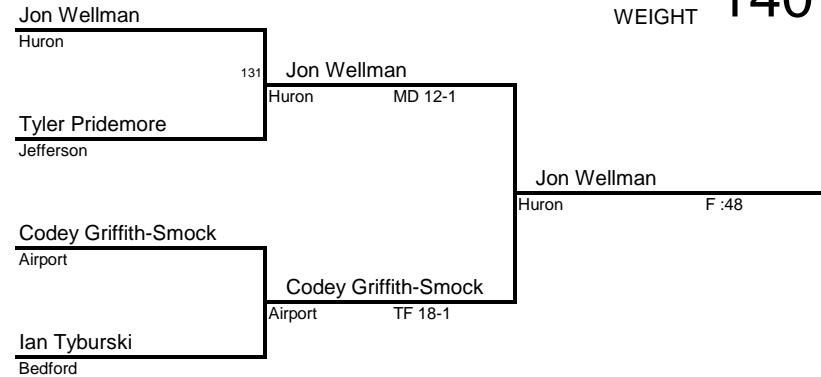 Jon Wellman
WEIGHT 140
Huron
131 Jon Wellman
Huron MD 12-1
Tyler Pridemore
Jefferson
Jon Wellman
Huron F :48
Codey Griffith-Smock
Airport
Codey Griffith-Smock
Airport TF 18-1
Ian Tyburski
Bedford